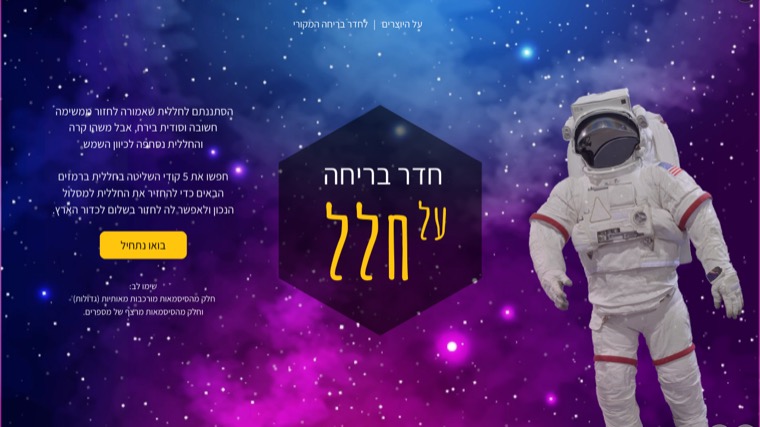 על היוצרים | לחדר בריחה המקורי
הסתננתם לחללית שאמורה לחזור ממשימה
חשובה וסודית בירח, אבל משהו קרה
והחללית נסחפה לכיוון השמש.
חפשו את 5 קודי השליטה בחללית ברמזים
הבאים כדי להחזיר את החללית למסלול
הנכון ולאפשר לה לחזור בשלום לכדור הארץ.
בואו נתחיל
שימו לב:
חלק מהסיסמאות מורכבות מאותיות (גדולות)
וחלק מהסיסמאות מרצף של מספרים.
חדר בריחה
על חלל